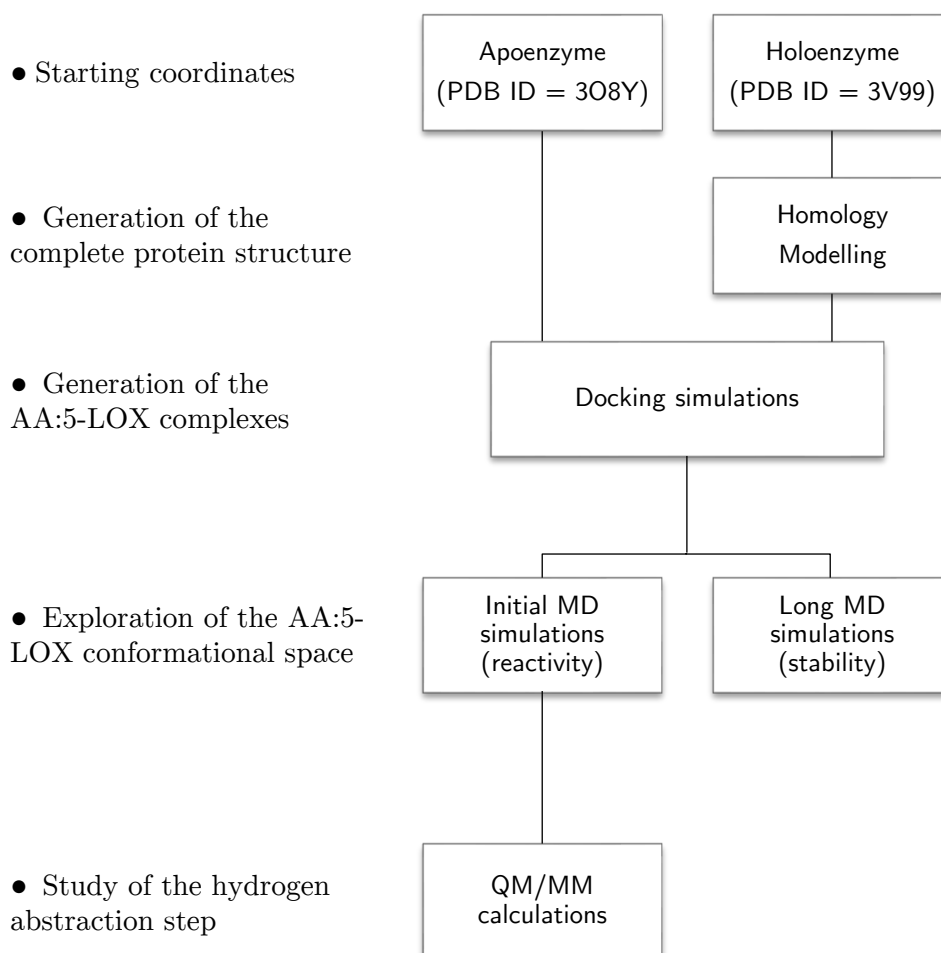 • Starting coordinates
Apoenzyme
(PDB ID = 3O8Y)
Holoenzyme
(PDB ID = 3V99)
• Generation of the
complete protein structure
Homology
Modelling
• Generation of the
AA:5-LOX complexes
Docking simulations
• Exploration of the AA:5-
LOX conformational space
Initial MD
simulations
(reactivity)
Long MD
simulations
(stability)
• Study of the hydrogen
abstraction step
QM/MM
calculations